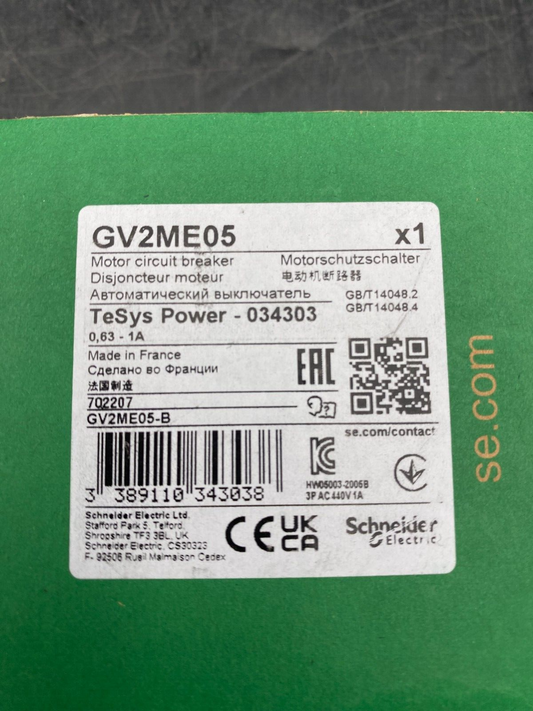 GV2ME05 x1
Motor circuit breaker Motorschutzschalter
Disjoncteur moteur 电动机断路器
Автоматический выключатель GB/T14048.2
GB/T14048.4
TeSys Power - 034303
0,63 - 1A
Made in France
Сделано во Франции
法国制造
EAC
702207
GV2ME05-B
se.com/contact
3 389110 343038
HW05003-2005B
3P AC 440V 1A
Schneider Electric Ltd.
Stafford Park 5, Telford,
Shropshire TF3 3BL, UK
Schneider Electric, CS30323
F- 92506 Rueil Malmaison Cedex
CE UK
CA
Schneider
Electric
se.com